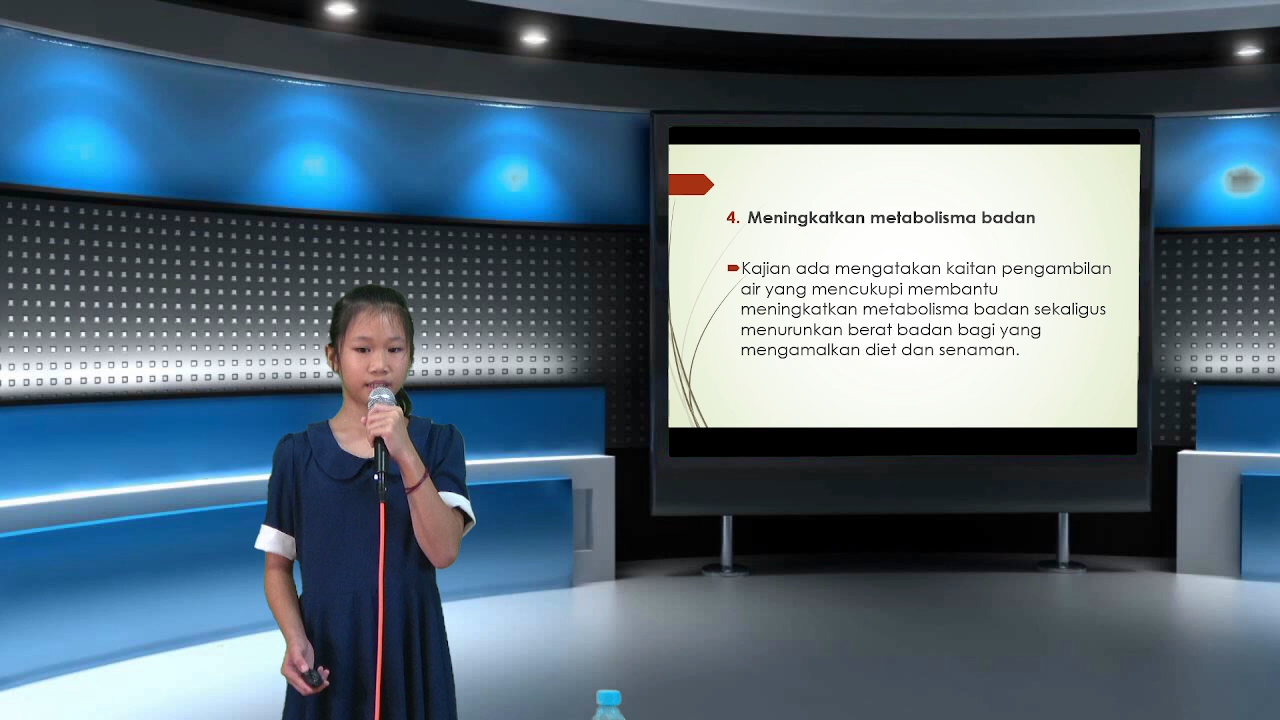 4. Meningkatkan metabolisma badan
Kajian ada mengatakan kaitan pengambilan
air yang mencukupi membantu
meningkatkan metabolisma badan sekaligus
menurunkan berat badan bagi yang
mengamalkan diet dan senaman.